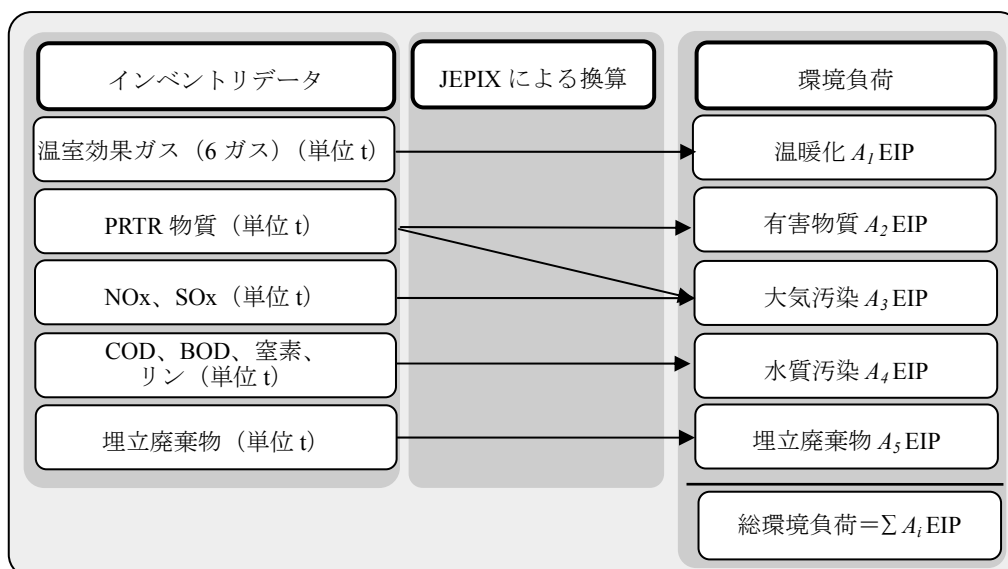 インベントリデータ
JEPIX による換算
環境負荷
温室効果ガス（6 ガス）（単位 t）
温暖化 A1 EIP
PRTR 物質（単位 t）
有害物質 A2 EIP
NOx、SOx（単位 t）
大気汚染 A3 EIP
COD、BOD、窒素、
リン（単位 t）
水質汚染 A4 EIP
埋立廃棄物（単位 t）
埋立廃棄物 A5 EIP
総環境負荷＝∑ Ai EIP